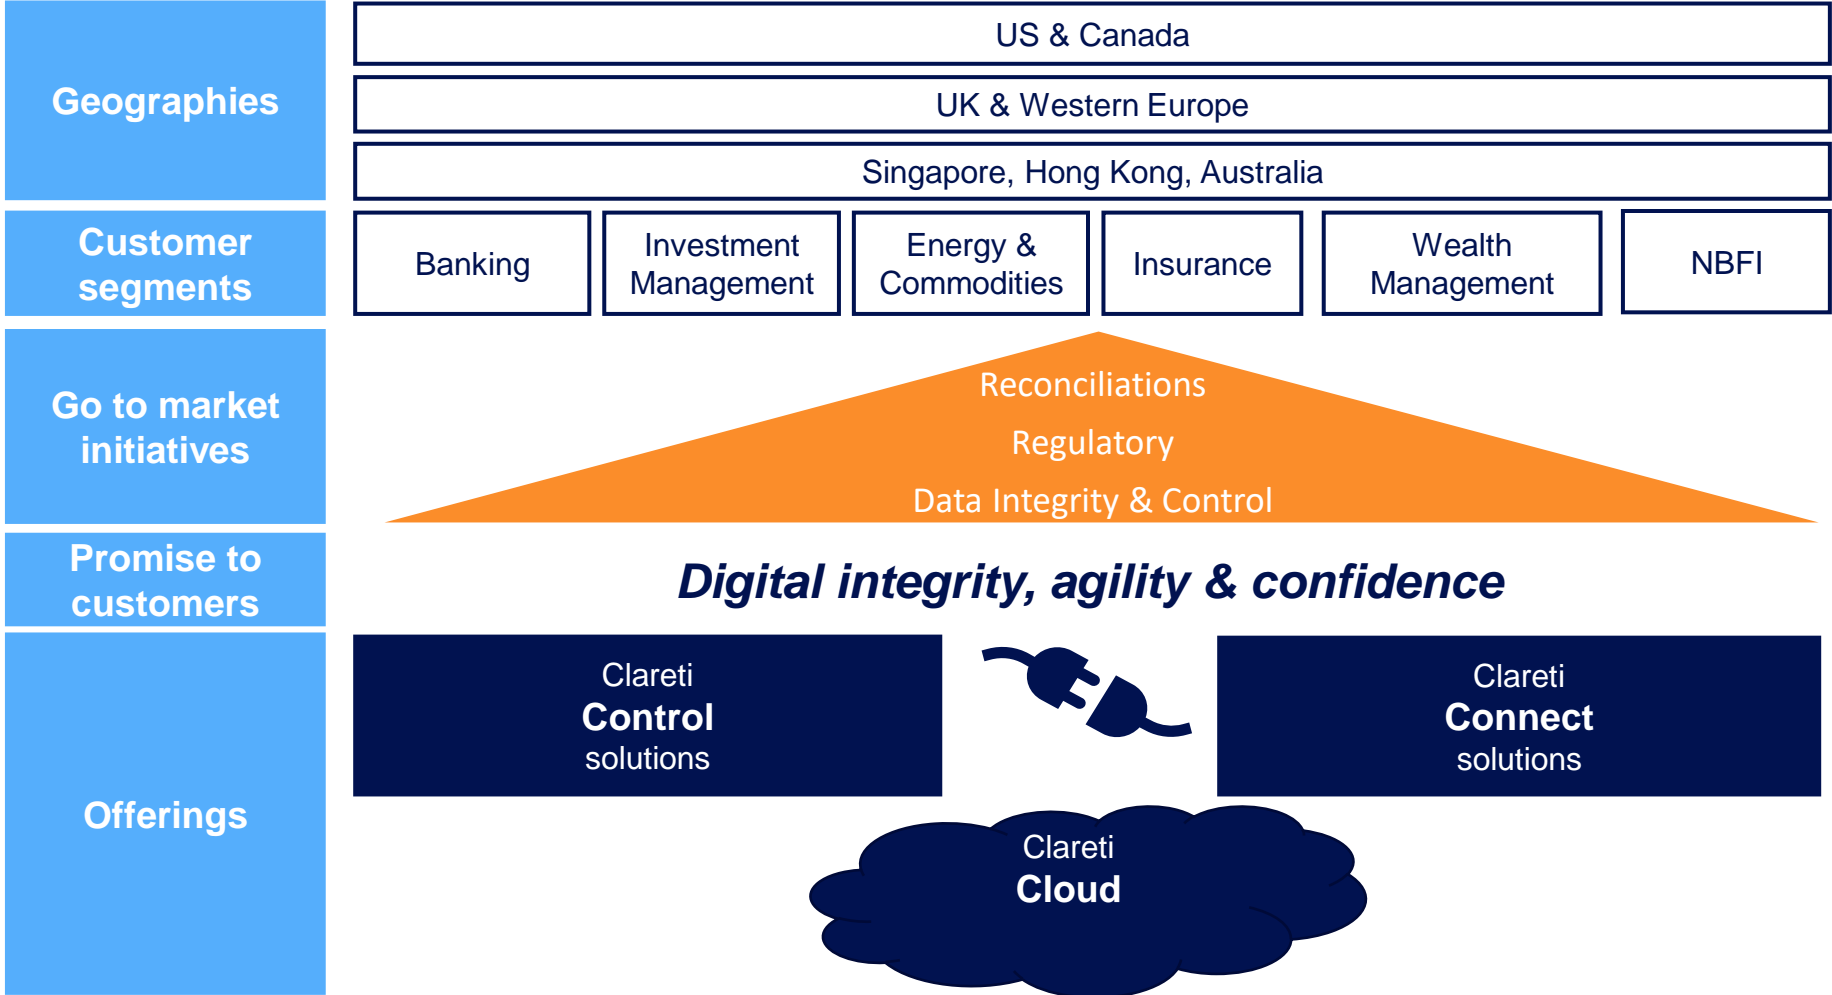 Geographies
US & Canada
UK & Western Europe
Singapore, Hong Kong, Australia
Customer
segments
Banking
Investment
Management
Energy &
Commodities
Insurance
Wealth
Management
NBFI
Go to market
initiatives
Reconciliations
Regulatory
Data Integrity & Control
Promise to
customers
Digital integrity, agility & confidence
Offerings
Clareti
Control
solutions
Clareti
Connect
solutions
Clareti
Cloud